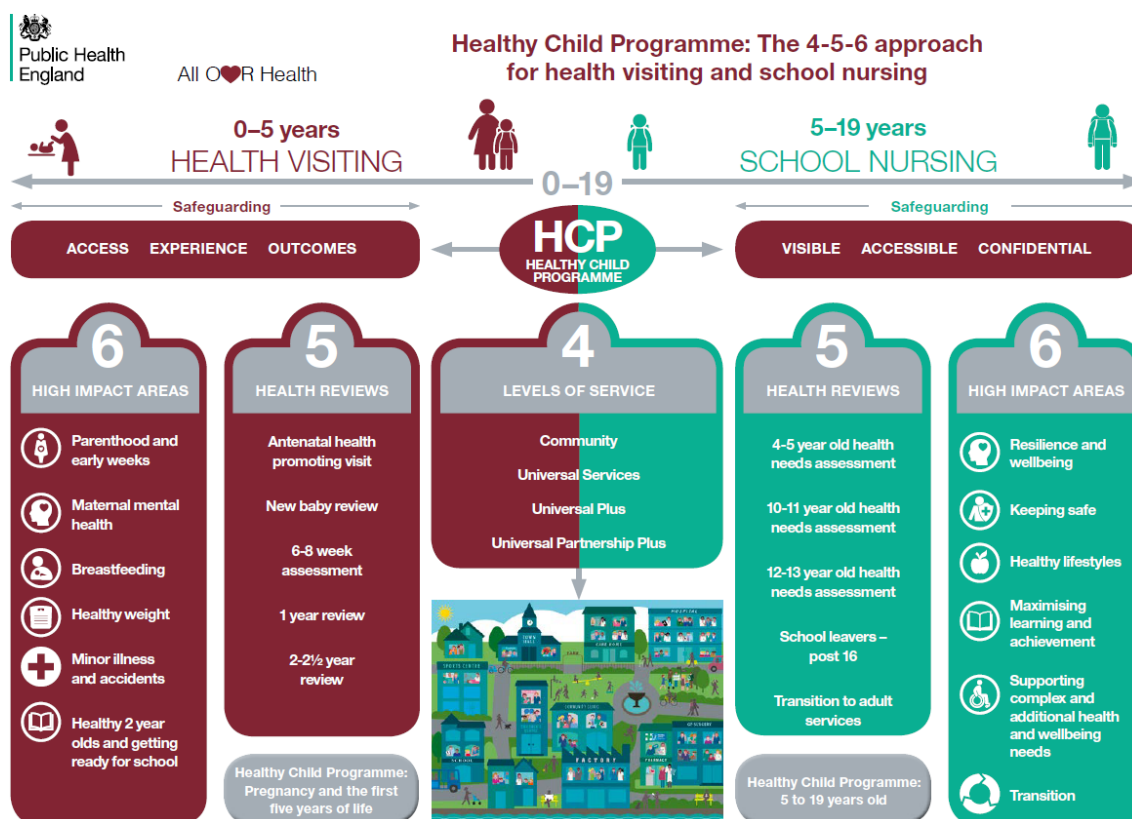 Public Health
England
All O R Health
Healthy Child Programme: The 4-5-6 approach
for health visiting and school nursing
0–5 years
HEALTH VISITING
5–19 years
SCHOOL NURSING
0–19
Safeguarding
Safeguarding
ACCESS EXPERIENCE OUTCOMES
HCP
HEALTHY CHILD
PROGRAMME
VISIBLE ACCESSIBLE CONFIDENTIAL
6
HIGH IMPACT AREAS
Parenthood and
early weeks
Maternal mental
health
Breastfeeding
Healthy weight
Minor illness
and accidents
Healthy 2 year
olds and getting
ready for school
5
HEALTH REVIEWS
Antenatal health
promoting visit
New baby review
6-8 week
assessment
1 year review
2-2½ year
review
Healthy Child Programme:
Pregnancy and the first
five years of life
4
LEVELS OF SERVICE
Community
Universal Services
Universal Plus
Universal Partnership Plus
TOWN
HALL
SPORTS CENTRE
FACTORY
PHARMACY
5
HEALTH REVIEWS
4-5 year old health
needs assessment
10-11 year old health
needs assessment
12-13 year old health
needs assessment
School leavers –
post 16
Transition to adult
services
Healthy Child Programme:
5 to 19 years old
6
HIGH IMPACT AREAS
Resilience and
wellbeing
Keeping safe
Healthy lifestyles
Maximising
learning and
achievement
Supporting
complex and
additional health
and wellbeing
needs
Transition